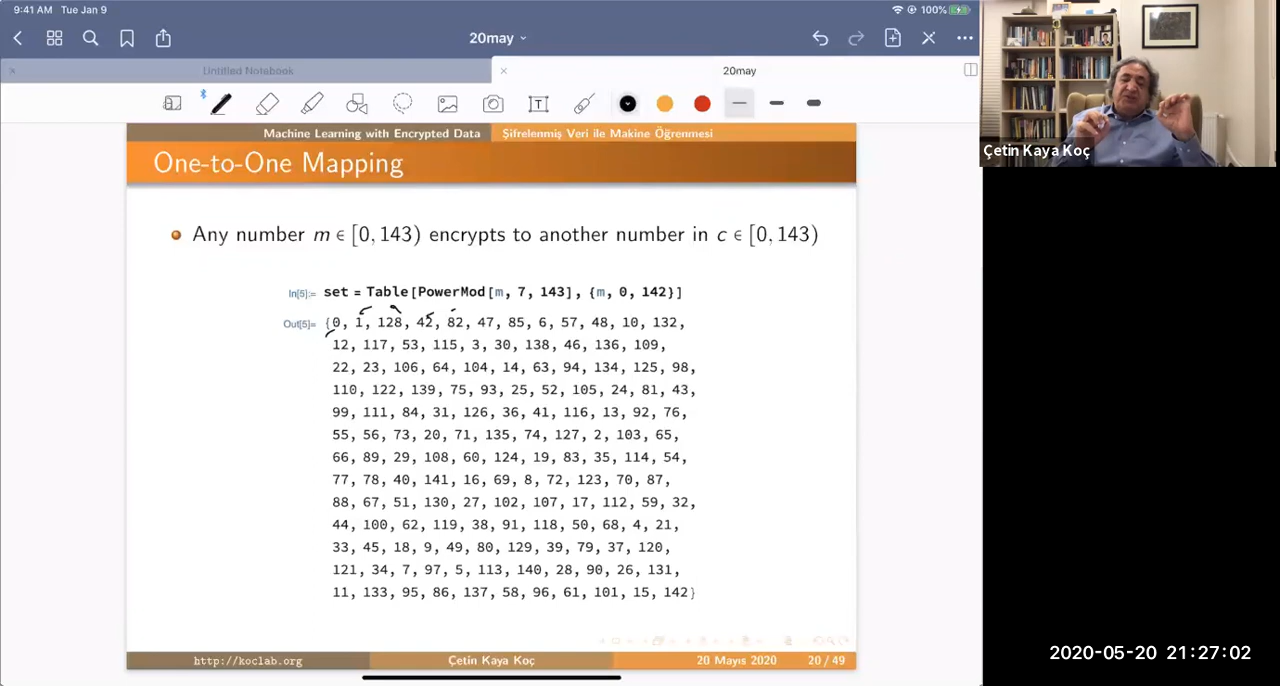 9:41 AM Tue Jan 9
100%
20may
Untitled Notebook
20may
Machine Learning with Encrypted Data
Şifrelenmiş Veri ile Makine Öğrenmesi
One-to-One Mapping
Any number m ∈ [0, 143) encrypts to another number in c ∈ [0, 143)
In[5]:= set = Table[PowerMod[m, 7, 143], {m, 0, 142}]
Out[5]= {0, 1, 128, 42, 82, 47, 85, 6, 57, 48, 10, 132,
12, 117, 53, 115, 3, 30, 138, 46, 136, 109,
22, 23, 106, 64, 104, 14, 63, 94, 134, 125, 98,
110, 122, 139, 75, 93, 25, 52, 105, 24, 81, 43,
99, 111, 84, 31, 126, 36, 41, 116, 13, 92, 76,
55, 56, 73, 20, 71, 135, 74, 127, 2, 103, 65,
66, 89, 29, 108, 60, 124, 19, 83, 35, 114, 54,
77, 78, 40, 141, 16, 69, 8, 72, 123, 70, 87,
88, 67, 51, 130, 27, 102, 107, 17, 112, 59, 32,
44, 100, 62, 119, 38, 91, 118, 50, 68, 4, 21,
33, 45, 18, 9, 49, 80, 129, 39, 79, 37, 120,
121, 34, 7, 97, 5, 113, 140, 28, 90, 26, 131,
11, 133, 95, 86, 137, 58, 96, 61, 101, 15, 142}
http://koclab.org
Çetin Kaya Koç
20 Mayıs 2020
20 / 49
Çetin Kaya Koç
2020-05-20 21:27:02